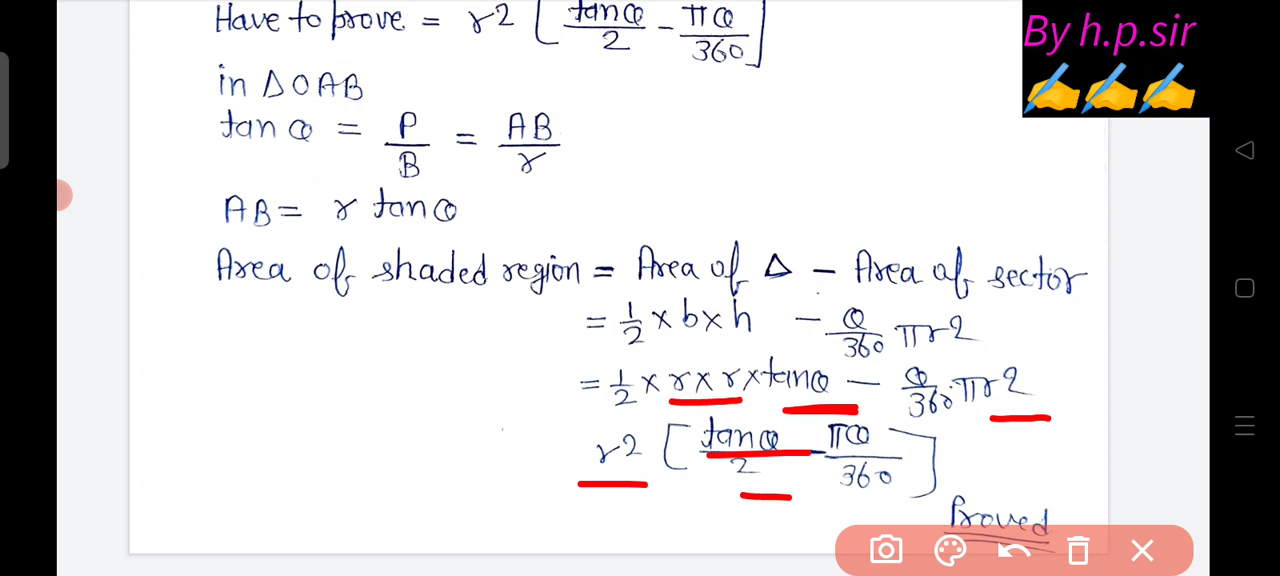 Have to prove = r2 [ tanθ/2 - πθ/360 ]
By h.p.sir
in △OAB
tan θ = P/B = AB/r
AB = r tanθ
Area of shaded region = Area of △ - Area of sector
= 1/2 × b × h - θ/360 πr2
= 1/2 × r × r × tanθ - θ/360 . πr2
r2 [ tanθ/2 - πθ/360 ]
Proved